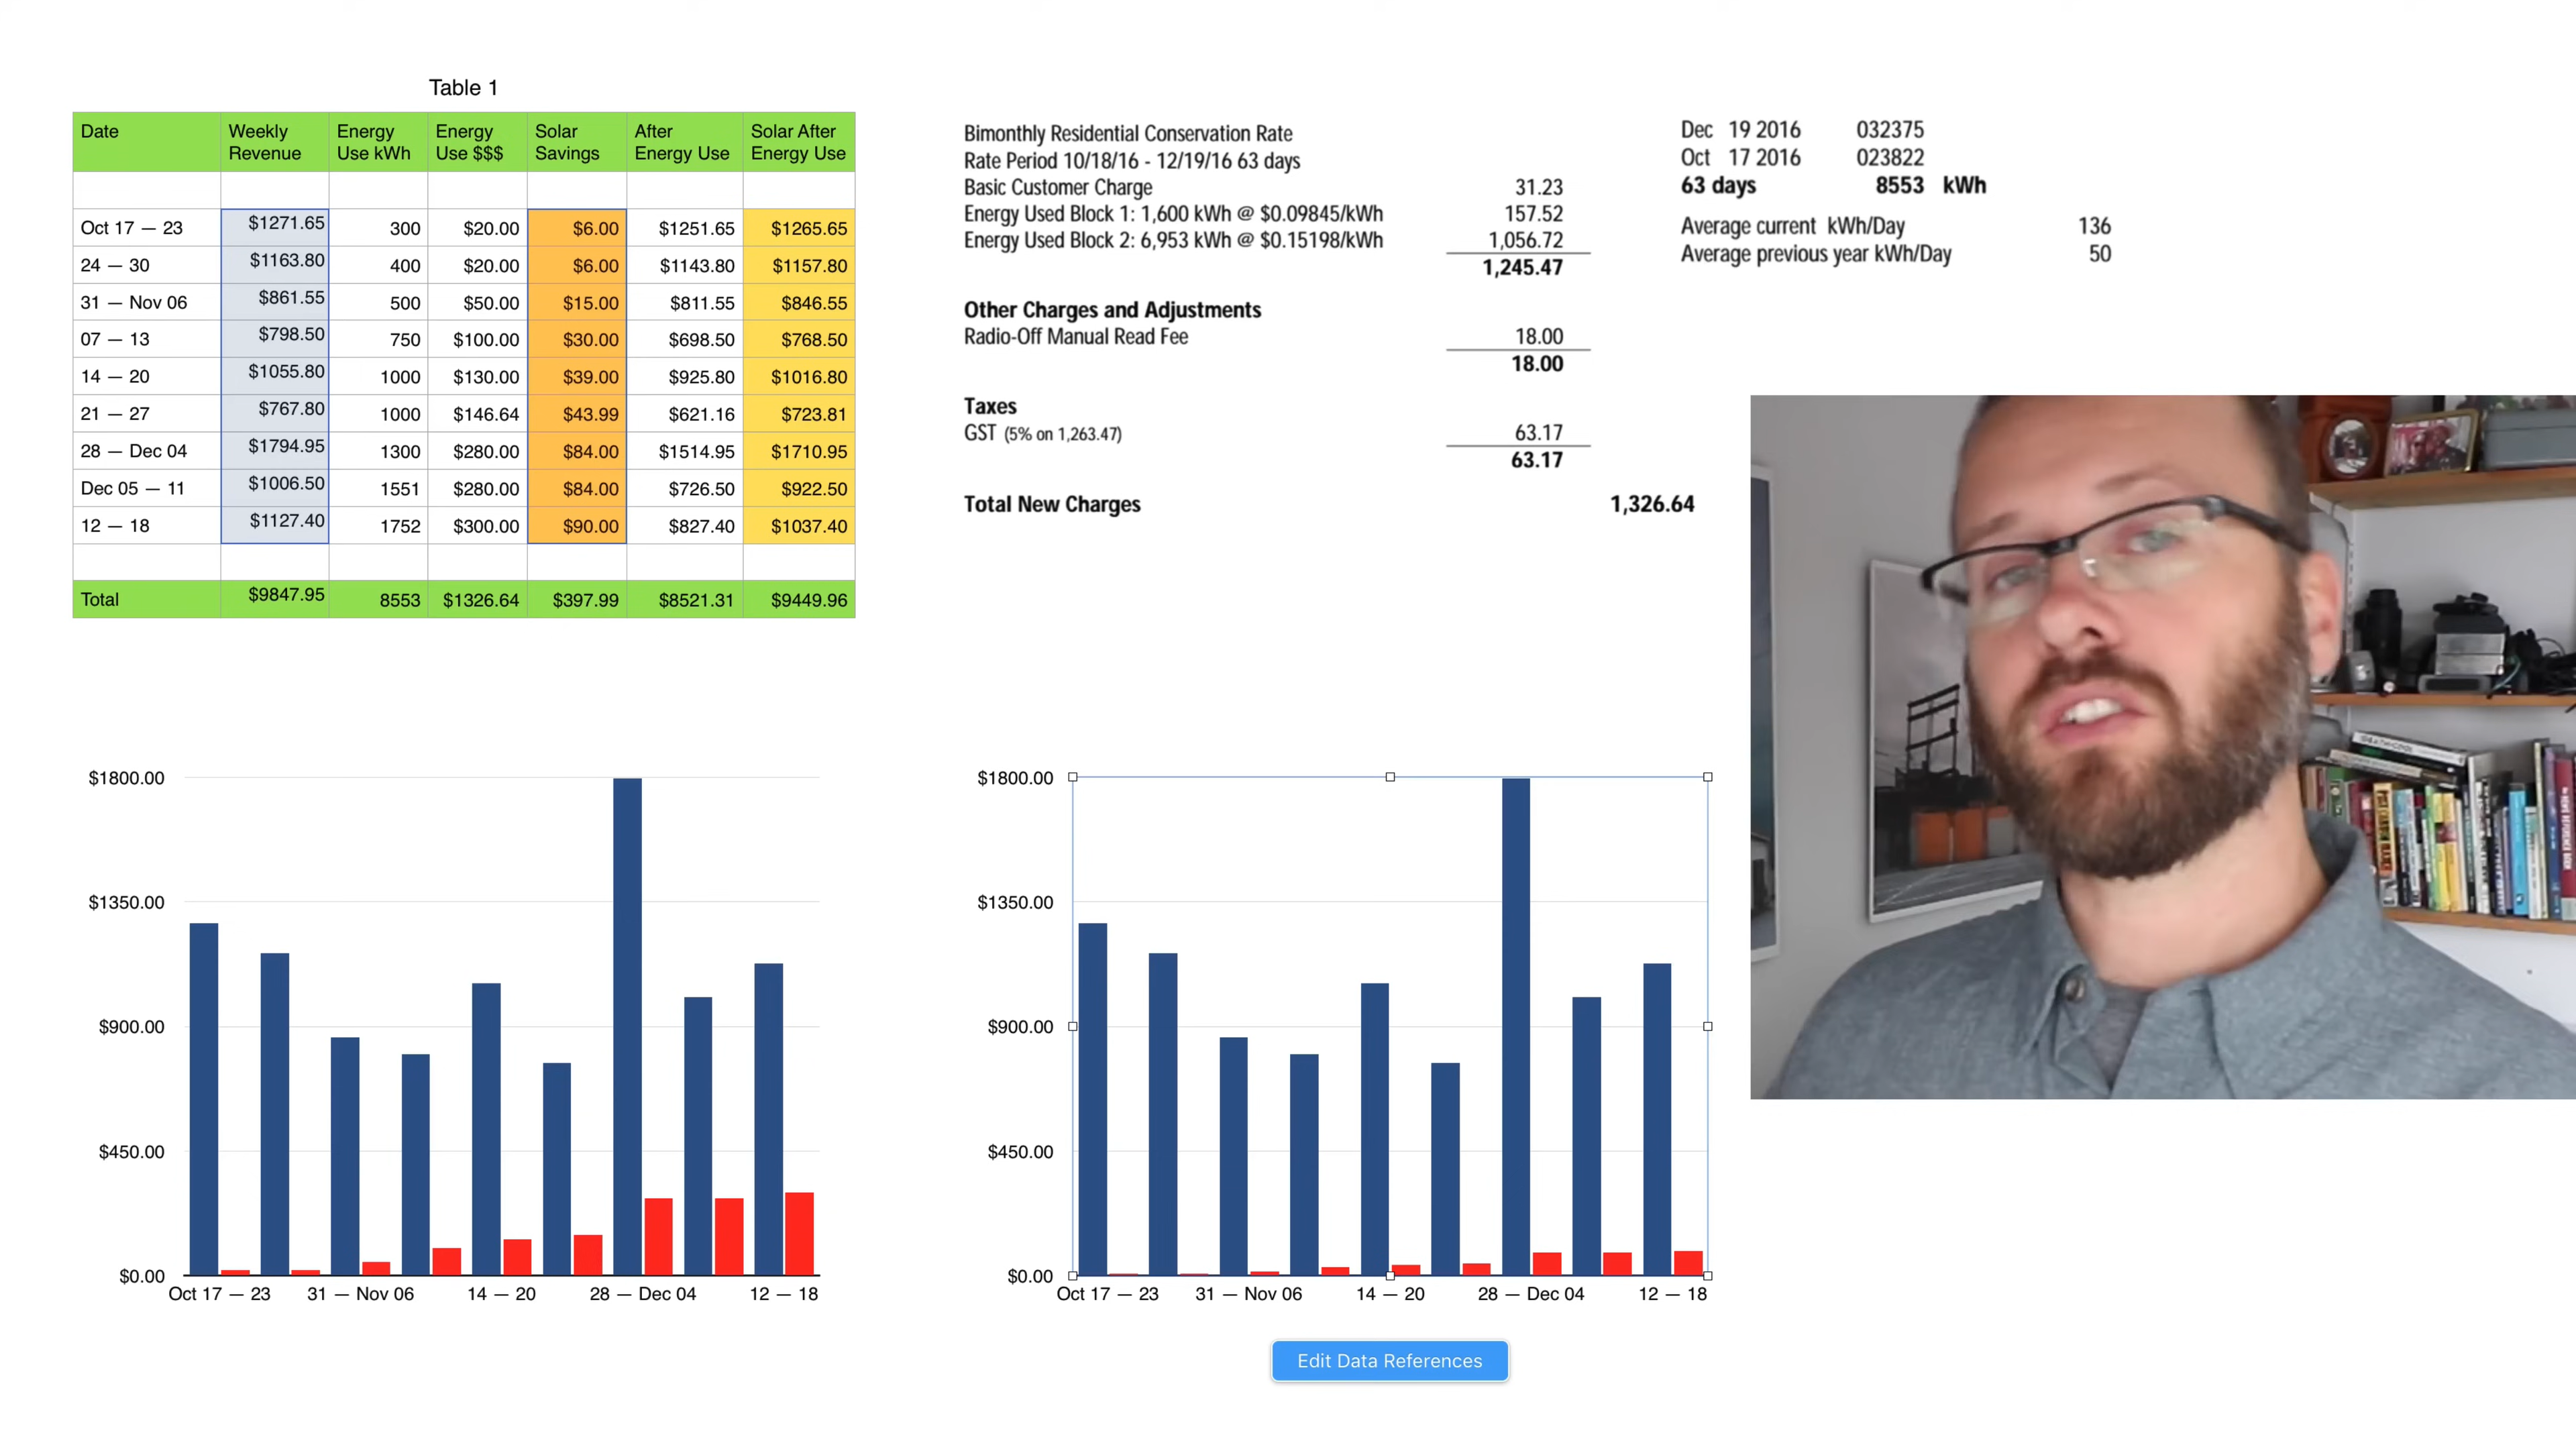 Table 1
Date Weekly Revenue Energy Use kWh Energy Use $$$ Solar Savings After Energy Use Solar After Energy Use
Oct 17 — 23 $1271.65 300 $20.00 $6.00 $1251.65 $1265.65
24 — 30 $1163.80 400 $20.00 $6.00 $1143.80 $1157.80
31 — Nov 06 $861.55 500 $50.00 $15.00 $811.55 $846.55
07 — 13 $798.50 750 $100.00 $30.00 $698.50 $768.50
14 — 20 $1055.80 1000 $130.00 $39.00 $925.80 $1016.80
21 — 27 $767.80 1000 $146.64 $43.99 $621.16 $723.81
28 — Dec 04 $1794.95 1300 $280.00 $84.00 $1514.95 $1710.95
Dec 05 — 11 $1006.50 1551 $280.00 $84.00 $726.50 $922.50
12 — 18 $1127.40 1752 $300.00 $90.00 $827.40 $1037.40
Total $9847.95 8553 $1326.64 $397.99 $8521.31 $9449.96
Bimonthly Residential Conservation Rate
Rate Period 10/18/16 - 12/19/16 63 days
Basic Customer Charge 31.23
Energy Used Block 1: 1,600 kWh @ $0.09845/kWh 157.52
Energy Used Block 2: 6,953 kWh @ $0.15198/kWh 1,056.72
1,245.47
Other Charges and Adjustments
Radio-Off Manual Read Fee 18.00
18.00
Taxes
GST (5% on 1,263.47) 63.17
63.17
Total New Charges 1,326.64
Dec 19 2016 032375
Oct 17 2016 023822
63 days 8553 kWh
Average current kWh/Day 136
Average previous year kWh/Day 50
$1800.00
$1350.00
$900.00
$450.00
$0.00
Oct 17 — 23 31 — Nov 06 14 — 20 28 — Dec 04 12 — 18
$1800.00
$1350.00
$900.00
$450.00
$0.00
Oct 17 — 23 31 — Nov 06 14 — 20 28 — Dec 04 12 — 18
Edit Data References